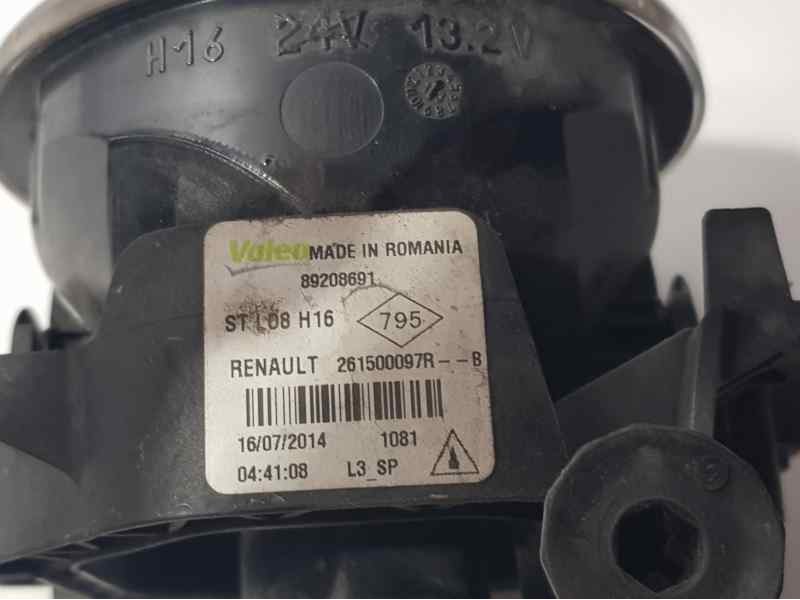 H16 24V 13.2V
Valeo MADE IN ROMANIA
89208691
ST L08 H16 795
RENAULT 261500097R--B
16/07/2014 1081
04:41:08 L3_SP